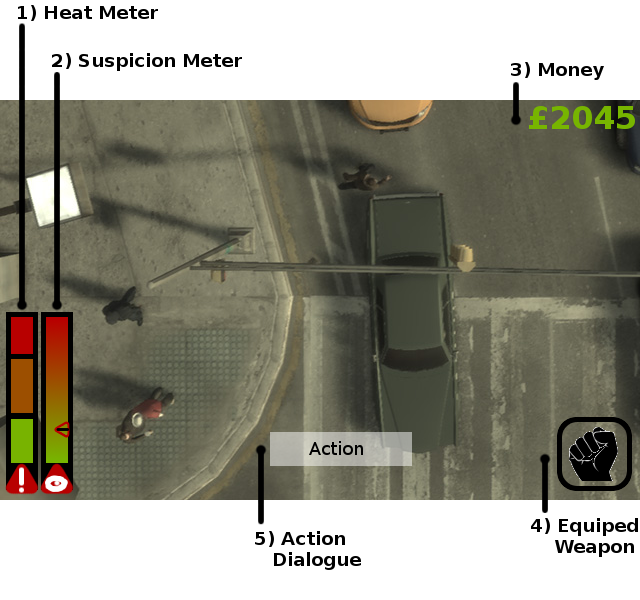 1) Heat Meter
2) Suspicion Meter
3) Money
£2045
Action
!
5) Action
Dialogue
4) Equiped
Weapon